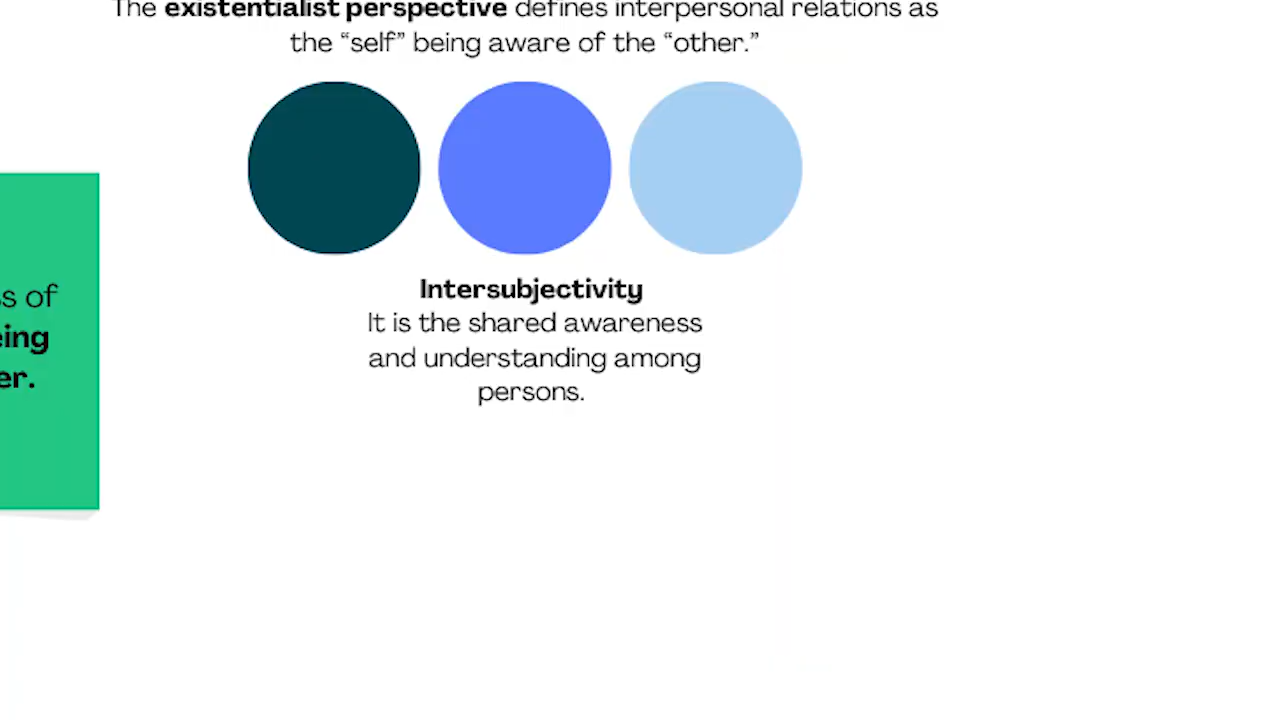 The existentialist perspective defines interpersonal relations as
the “self” being aware of the “other.”
Intersubjectivity
It is the shared awareness
and understanding among
persons.
of